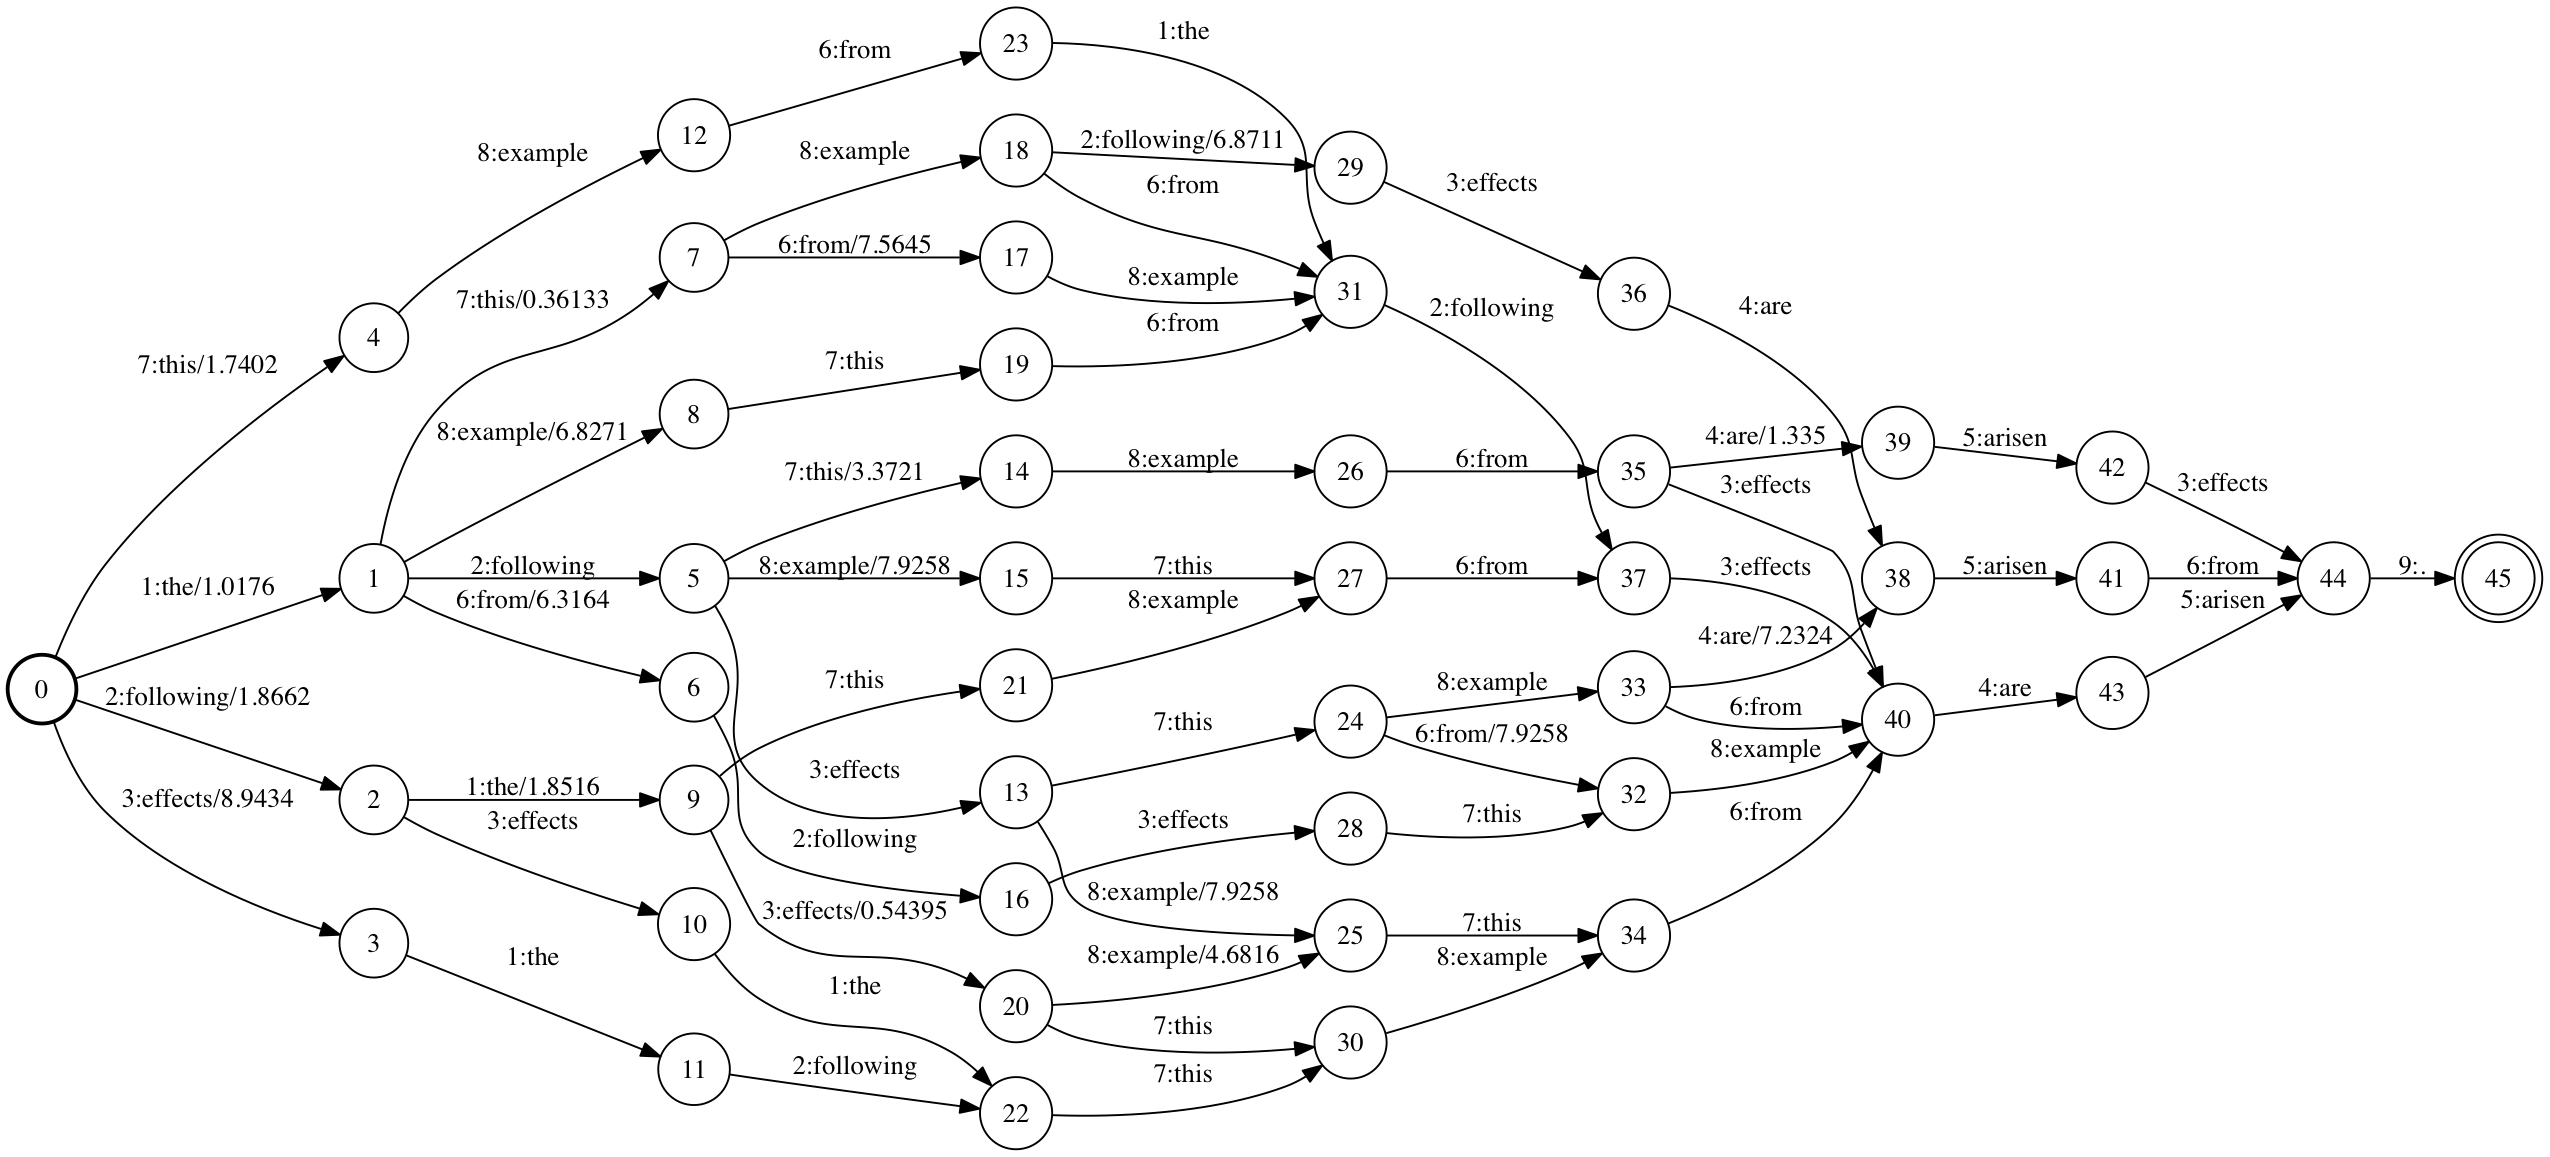 23
1:the
6:from
12
18
2:following/6.8711
29
8:example
8:example
6:from
3:effects
7
6:from/7.5645
17
8:example
31
36
7:this/0.36133
2:following
4:are
4
6:from
7:this/1.7402
7:this
19
8
8:example/6.8271
4:are/1.335
39
5:arisen
42
7:this/3.3721
14
8:example
26
6:from
35
3:effects
3:effects
1:the/1.0176
1
2:following
5
8:example/7.9258
15
7:this
27
6:from
37
3:effects
38
5:arisen
41
6:from
44
9:.
45
6:from/6.3164
8:example
5:arisen
4:are/7.2324
0
2:following/1.8662
6
7:this
21
7:this
24
8:example
33
6:from
40
4:are
43
6:from/7.9258
8:example
3:effects/8.9434
2
1:the/1.8516
9
3:effects
13
32
3:effects
2:following
3:effects
28
7:this
6:from
10
3:effects/0.54395
16
8:example/7.9258
3
1:the
25
7:this
34
8:example/4.6816
8:example
1:the
20
7:this
30
11
2:following
22
7:this